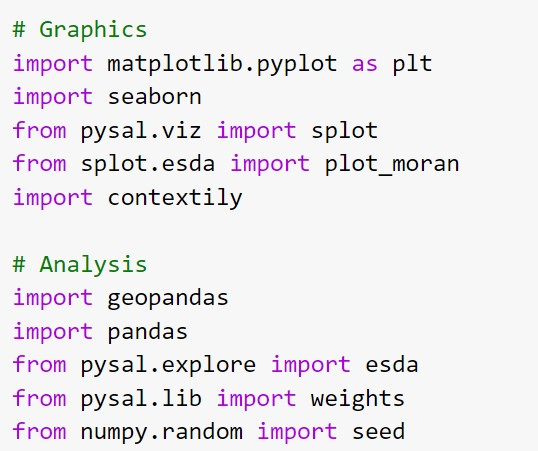 # Graphics
import matplotlib.pyplot as plt
import seaborn
from pysal.viz import splot
from splot.esda import plot_moran
import contextily
# Analysis
import geopandas
import pandas
from pysal.explore import esda
from pysal.lib import weights
from numpy.random import seed